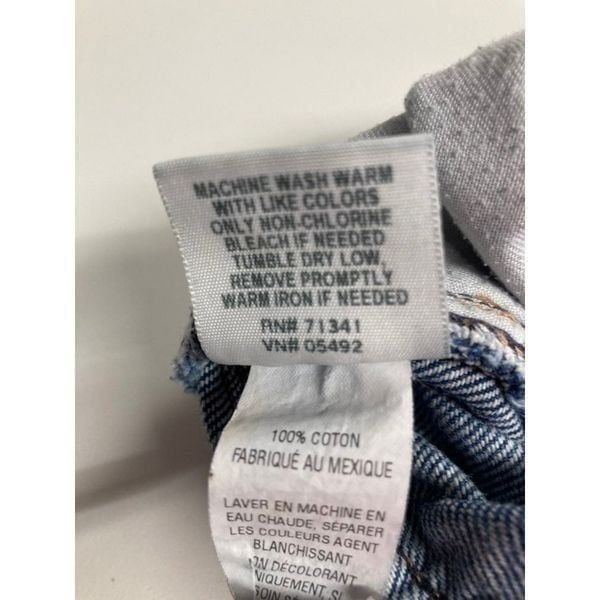 MACHINE WASH WARM
WITH LIKE COLORS
ONLY NON-CHLORINE
BLEACH IF NEEDED
TUMBLE DRY LOW,
REMOVE PROMPTLY
WARM IRON IF NEEDED
RN# 71341
VN# 05492
100% COTON
FABRIQUÉ AU MEXIQUE
LAVER EN MACHINE EN
EAU CHAUDE, SÉPARER
LES COULEURS AGENT
BLANCHISSANT
DÉCOLORANT
SI
SOIN